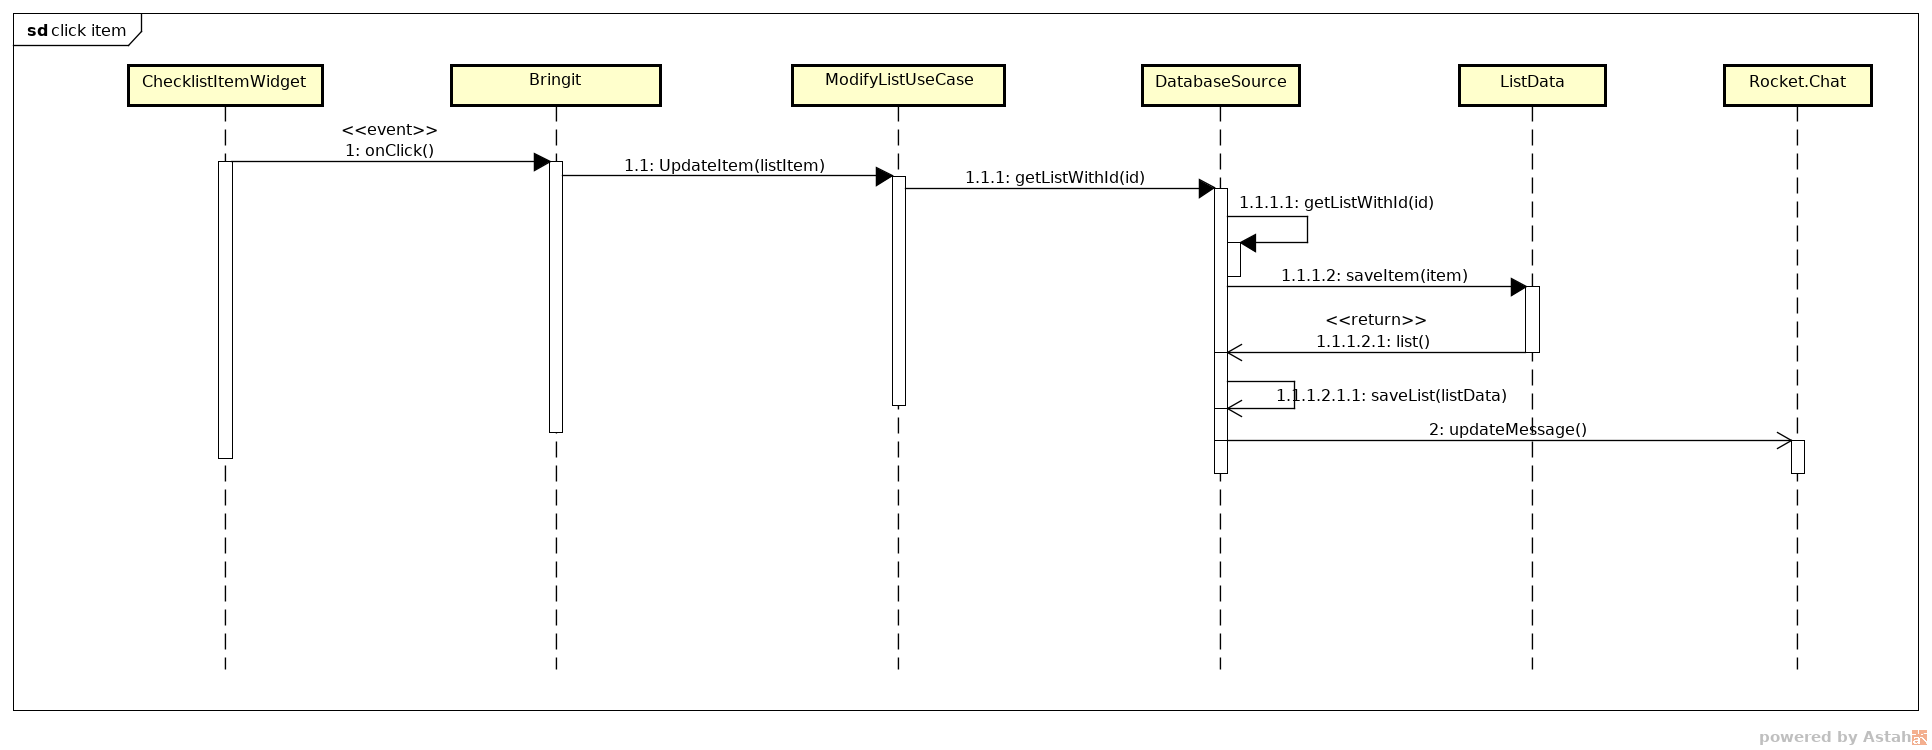 sd click item
ChecklistItemWidget
Bringit
ModifyListUseCase
DatabaseSource
ListData
Rocket.Chat
<<event>>
1: onClick()
1.1: UpdateItem(listItem)
1.1.1: getListWithId(id)
1.1.1.1: getListWithId(id)
1.1.1.2: saveItem(item)
<<return>>
1.1.1.2.1: list()
1.1.1.2.1.1: saveList(listData)
2: updateMessage()
powered by Astah